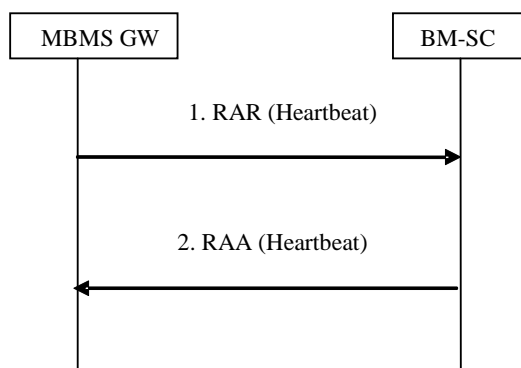 MBMS GW
BM-SC
1. RAR (Heartbeat)
2. RAA (Heartbeat)